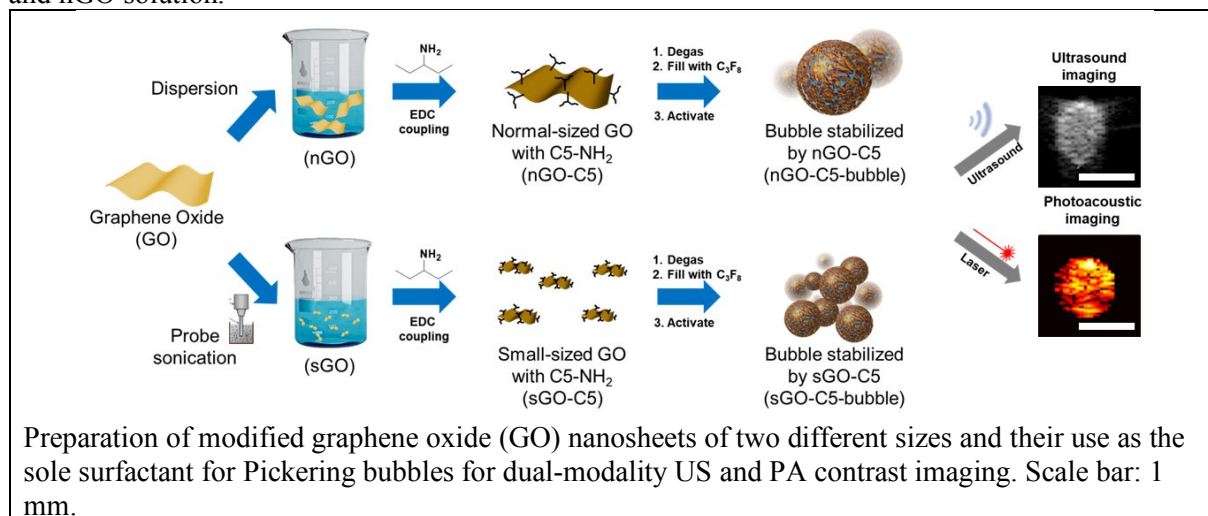 and nGO solution.
Dispersion
NH2
EDC
coupling
(nGO)
Normal-sized GO
with C5-NH2
(nGO-C5)
1. Degas
2. Fill with C3F8
3. Activate
Bubble stabilized
by nGO-C5
(nGO-C5-bubble)
Ultrasound
Ultrasound
imaging
Graphene Oxide
(GO)
Probe
sonication
(sGO)
NH2
EDC
coupling
Small-sized GO
with C5-NH2
(sGO-C5)
1. Degas
2. Fill with C3F8
3. Activate
Bubble stabilized
by sGO-C5
(sGO-C5-bubble)
Laser
Photoacoustic
imaging
Preparation of modified graphene oxide (GO) nanosheets of two different sizes and their use as the
sole surfactant for Pickering bubbles for dual-modality US and PA contrast imaging. Scale bar: 1
mm.